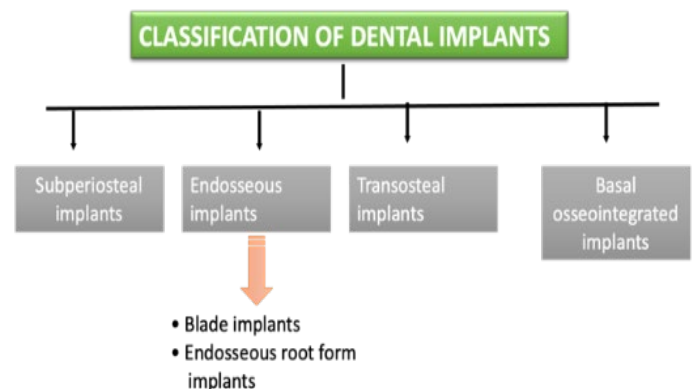 CLASSIFICATION OF DENTAL IMPLANTS
Subperiosteal
implants
Endosseous
implants
Transosteal
implants
Basal
osseointegrated
implants
• Blade implants
• Endosseous root form
implants